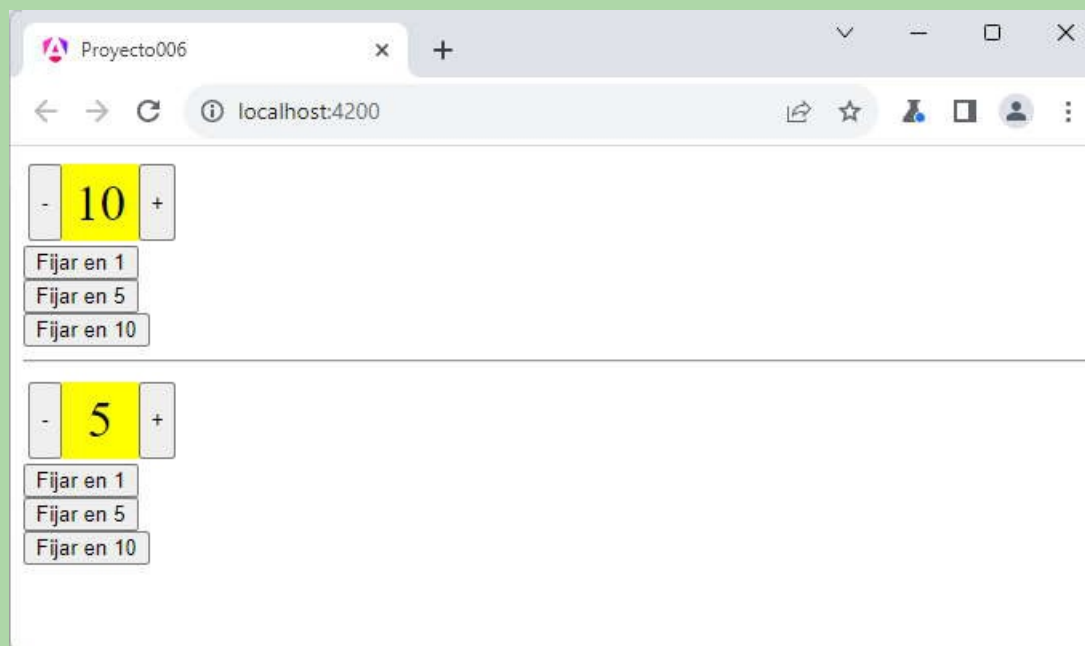 Proyecto006
localhost:4200
- 10 +
Fijar en 1
Fijar en 5
Fijar en 10
- 5 +
Fijar en 1
Fijar en 5
Fijar en 10